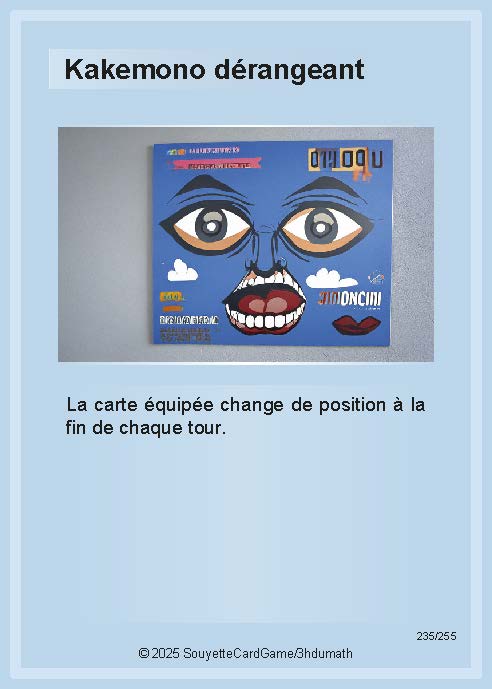 Kakemono dérangeant
La carte équipée change de position à la
fin de chaque tour.
235/255
© 2025 SouyetteCardGame/3hdumath